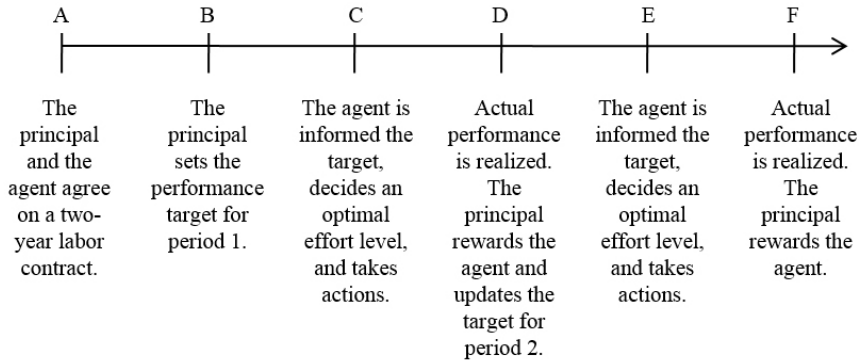 A B C D E F
The
principal
and the
agent agree
on a two-
year labor
contract.
The
principal
sets the
performance
target for
period 1.
The agent is
informed the
target,
decides an
optimal
effort level,
and takes
actions.
Actual
performance
is realized.
The
principal
rewards the
agent and
updates the
target for
period 2.
The agent is
informed the
target,
decides an
optimal
effort level,
and takes
actions.
Actual
performance
is realized.
The
principal
rewards the
agent.